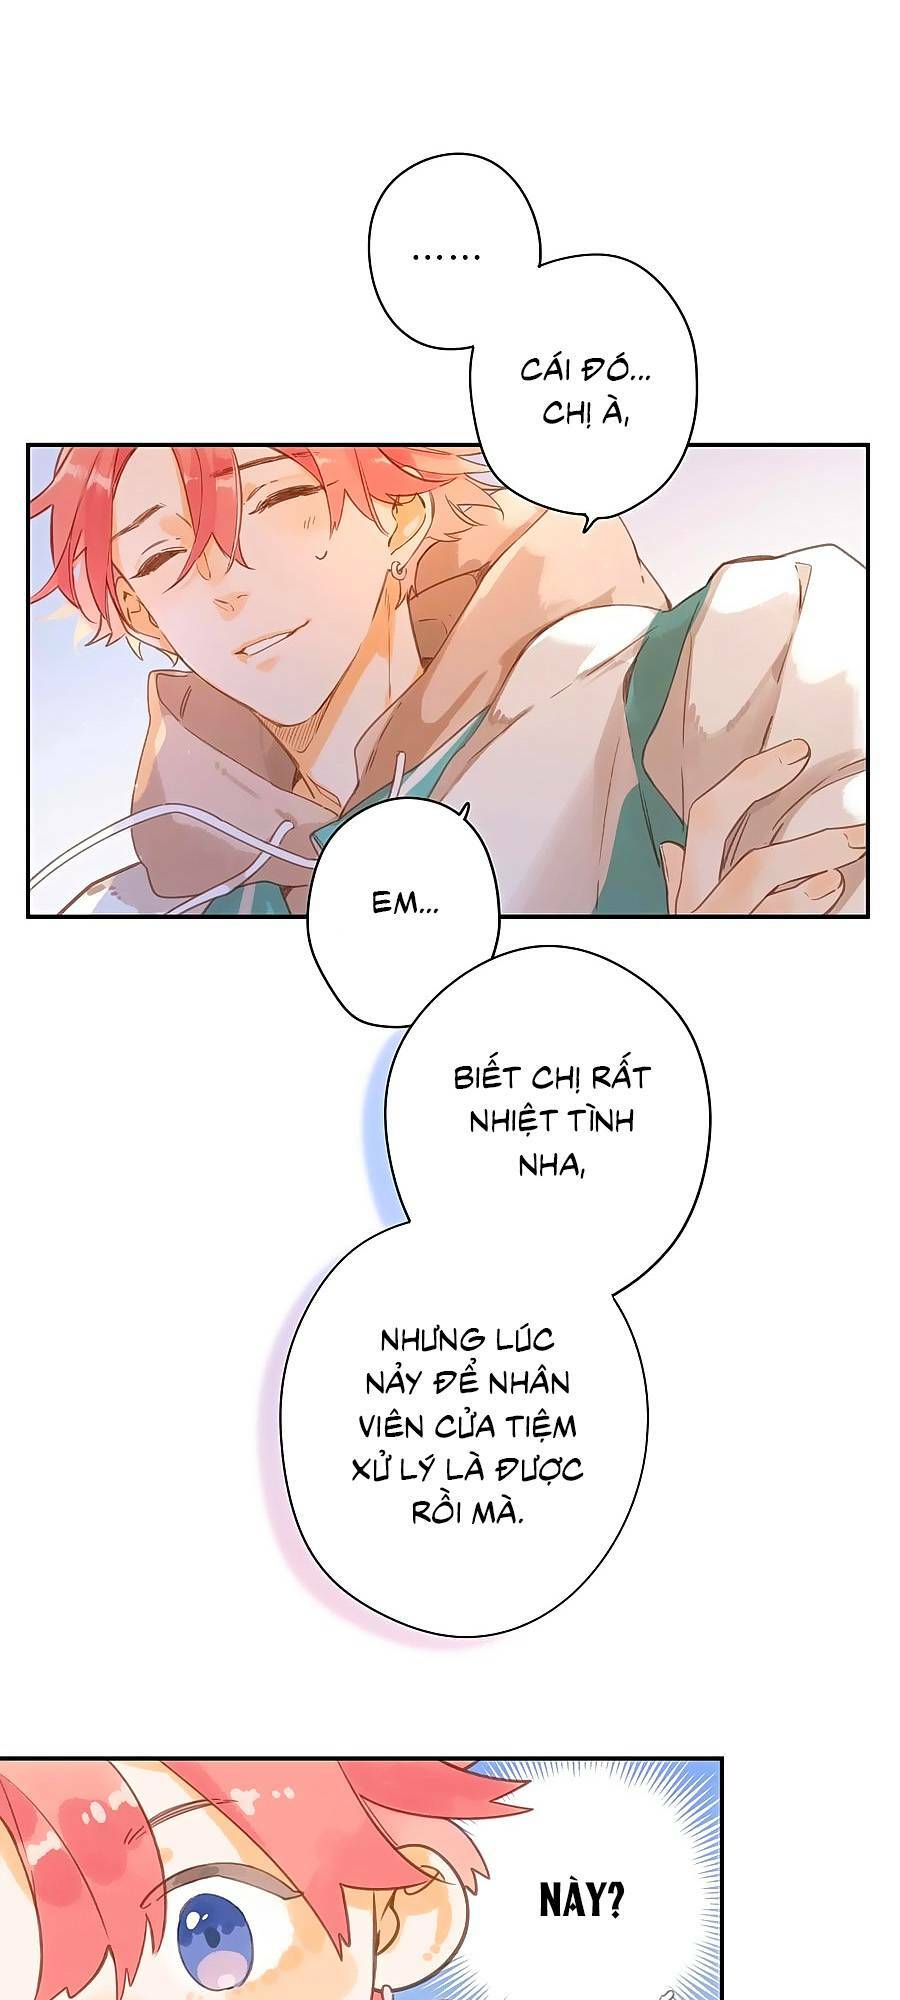 ......
CÁI ĐÓ...
CHỊ À,
EM...
BIẾT CHỊ RẤT
NHIỆT TÌNH
NHA,
NHƯNG LÚC
NẢY ĐỂ NHÂN
VIÊN CỬA TIỆM
XỬ LÝ LÀ ĐƯỢC
RỒI MÀ.
NÀY?